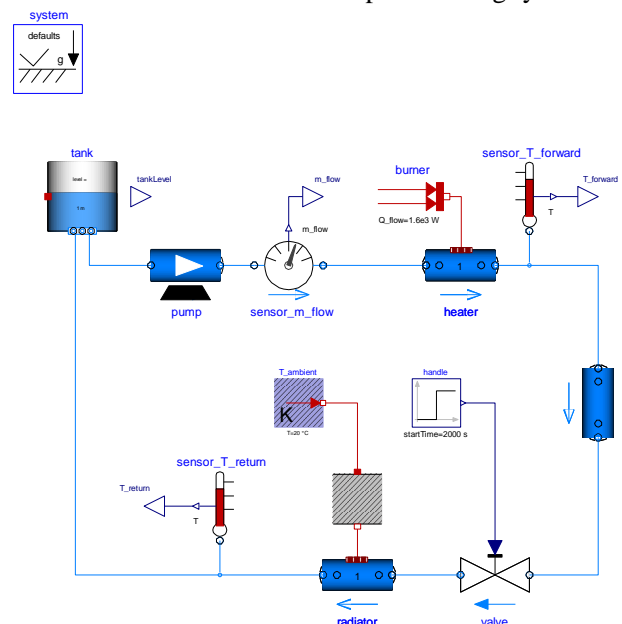 system
defaults
g
tank
level =
1 m
tankLevel
m_flow
m_flow
burner
Q_flow=1.6e3 W
sensor_T_forward
T_forward
T
pump
sensor_m_flow
1
heater
T_ambient
K
T=20 °C
handle
startTime=2000 s
sensor_T_return
T_return
T
1
radiator
valve